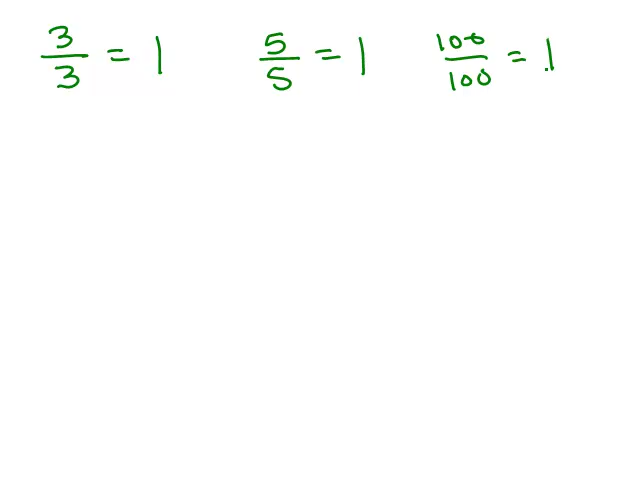 3/3 = 1 5/5 = 1 100/100 = 1